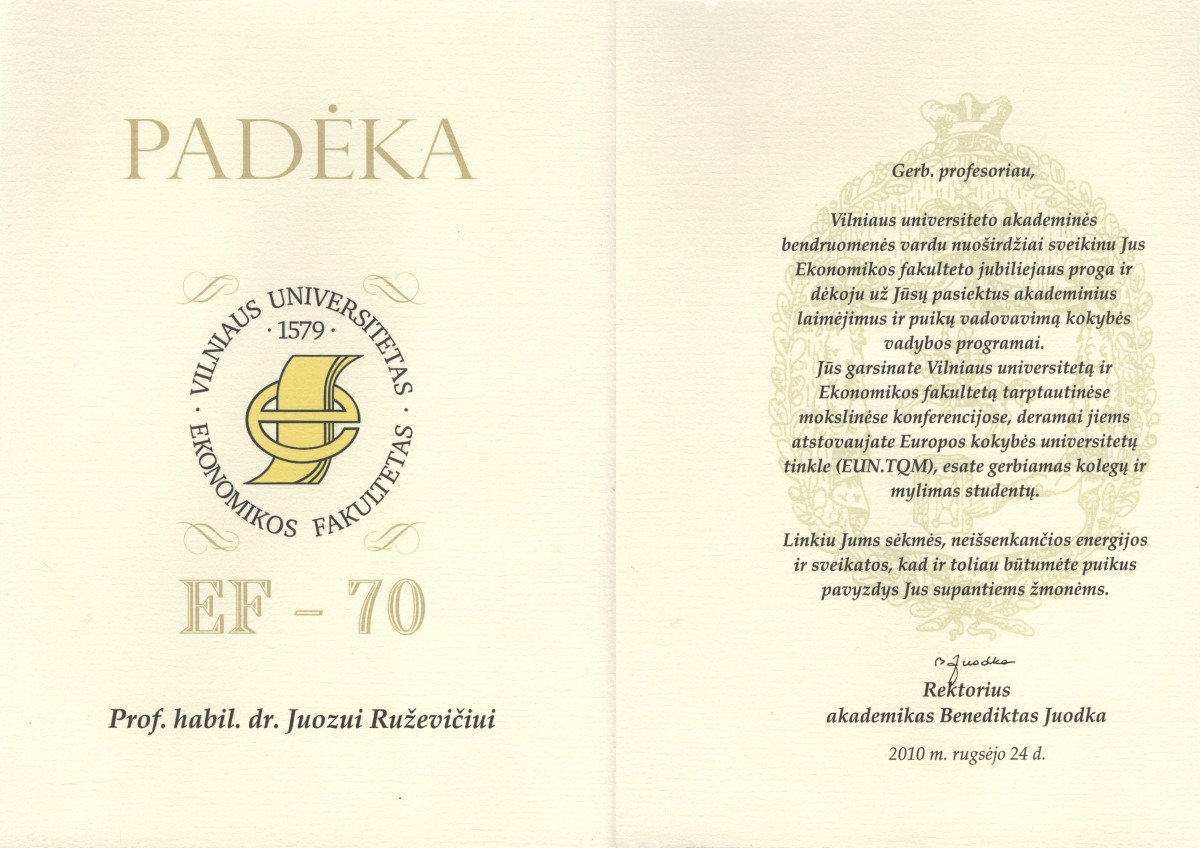 PADĖKA
VILNIAUS UNIVERSITETAS
· 1579 ·
· EKONOMIKOS FAKULTETAS ·
EF – 70
Prof. habil. dr. Juozui Ruževičiui
Gerb. profesoriau,
Vilniaus universiteto akademinės
bendruomenės vardu nuoširdžiai sveikinu Jus
Ekonomikos fakulteto jubiliejaus proga ir
dėkoju už Jūsų pasiektus akademinius
laimėjimus ir puikų vadovavimą kokybės
vadybos programai.
Jūs garsinate Vilniaus universitetą ir
Ekonomikos fakultetą tarptautinėse
mokslinėse konferencijose, deramai jiems
atstovaujate Europos kokybės universitetų
tinkle (EUN.TQM), esate gerbiamas kolegų ir
mylimas studentų.
Linkiu Jums sėkmės, neišsenkančios energijos
ir sveikatos, kad ir toliau būtumėte puikus
pavyzdys Jus supantiems žmonėms.
B Juodka
Rektorius
akademikas Benediktas Juodka
2010 m. rugsėjo 24 d.